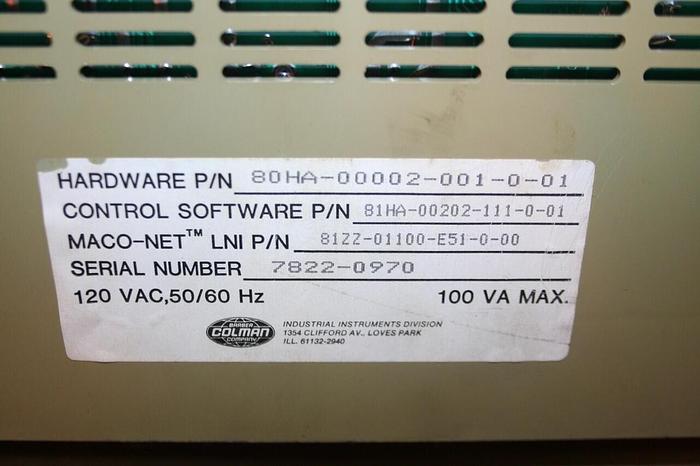 HARDWARE P/N 80HA-00002-001-0-01
CONTROL SOFTWARE P/N 81HA-00202-111-0-01
MACO-NET™ LNI P/N 81ZZ-01100-E51-0-00
SERIAL NUMBER 7822-0970
120 VAC,50/60 Hz 100 VA MAX.
BARBER
COLMAN
COMPANY
INDUSTRIAL INSTRUMENTS DIVISION
1354 CLIFFORD AV., LOVES PARK
ILL. 61132-2940